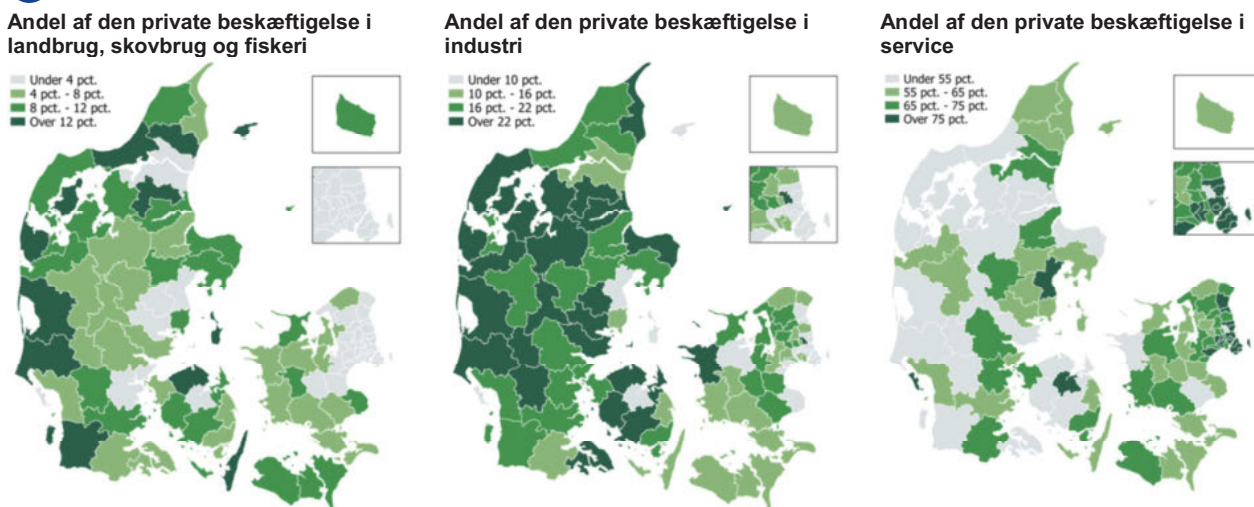 Andel af den private beskæftigelse i
landbrug, skovbrug og fiskeri
Under 4 pct.
4 pct. - 8 pct.
8 pct. - 12 pct.
Over 12 pct.
Andel af den private beskæftigelse i
industri
Under 10 pct.
10 pct. - 16 pct.
16 pct. - 22 pct.
Over 22 pct.
Andel af den private beskæftigelse i
service
Under 55 pct.
55 pct. - 65 pct.
65 pct. - 75 pct.
Over 75 pct.